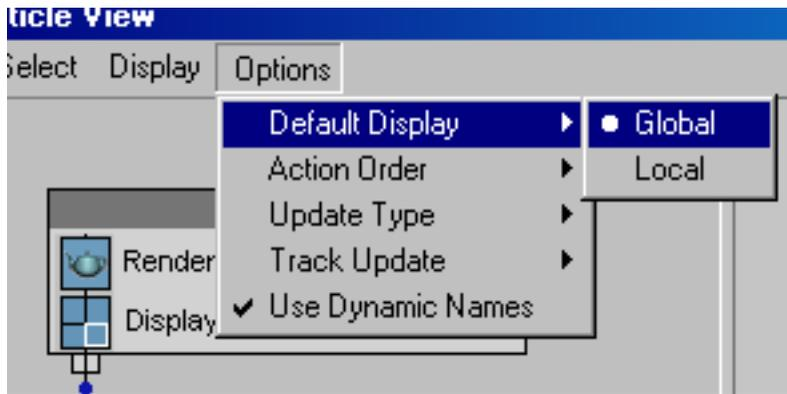 ticle View
Select Display Options
Default Display
Global
Action Order
Local
Update Type
Render
Track Update
Display
Use Dynamic Names